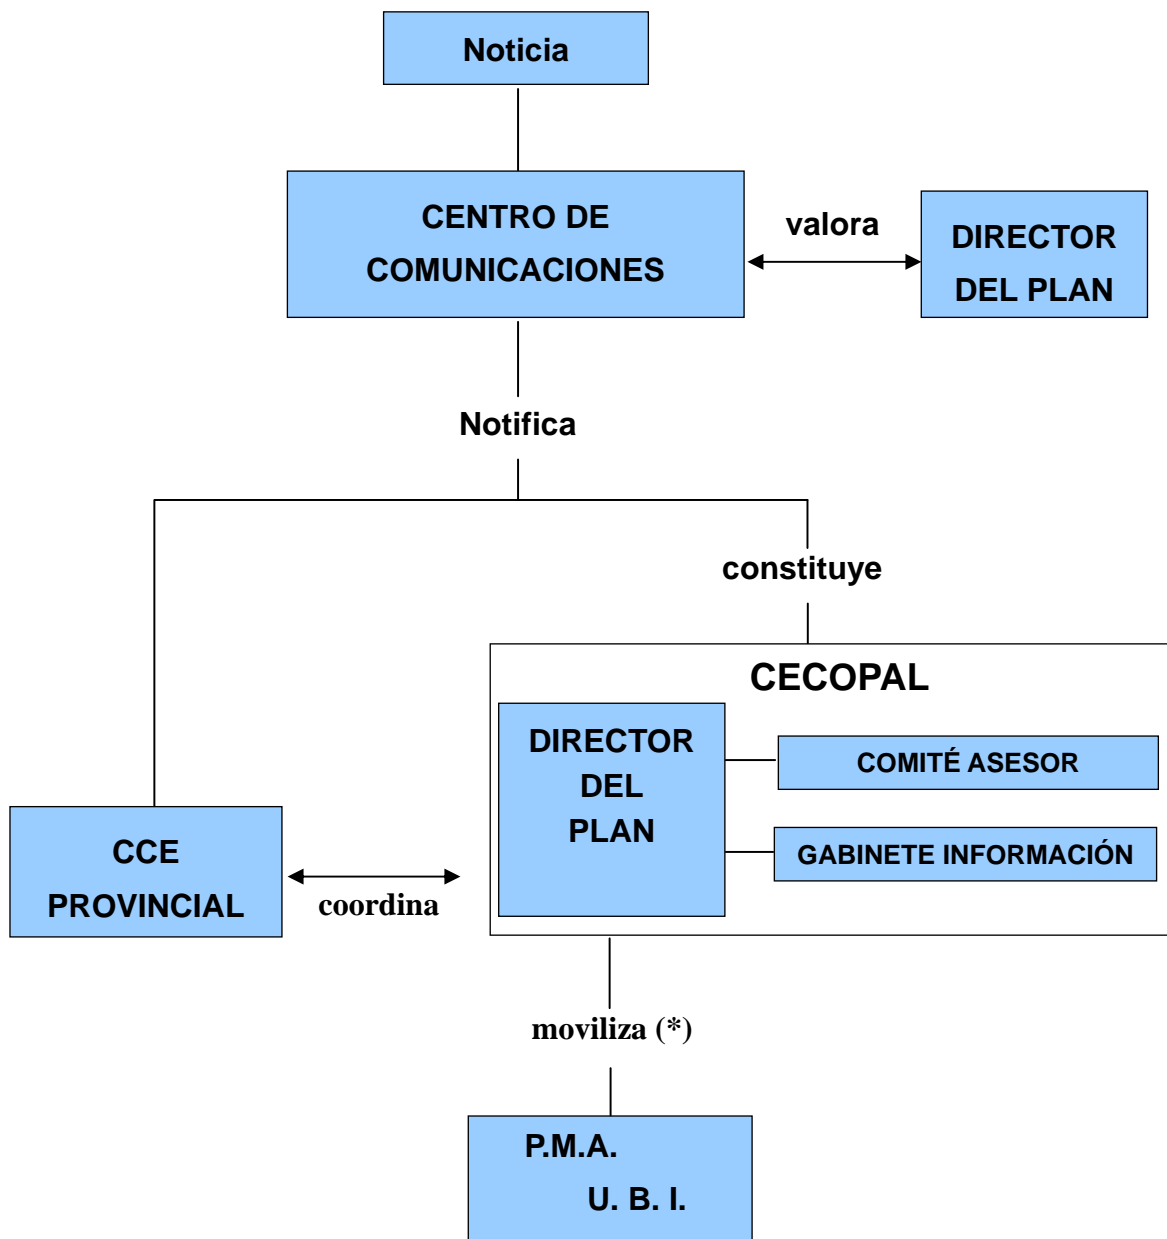 Noticia
CENTRO DE
COMUNICACIONES
valora
DIRECTOR
DEL PLAN
Notifica
constituye
CECOPAL
DIRECTOR
DEL
PLAN
COMITÉ ASESOR
GABINETE INFORMACIÓN
CCE
PROVINCIAL
coordina
moviliza (*)
P.M.A.
U. B. I.